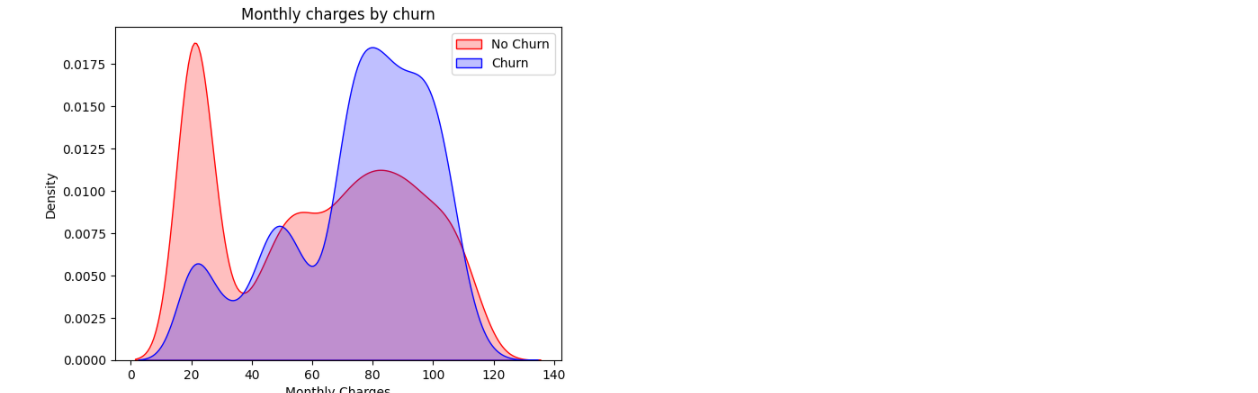 Monthly charges by churn
No Churn
Churn
0.0175
0.0150
0.0125
0.0100
0.0075
0.0050
0.0025
0.0000
Density
0 20 40 60 80 100 120 140
Monthly Charges